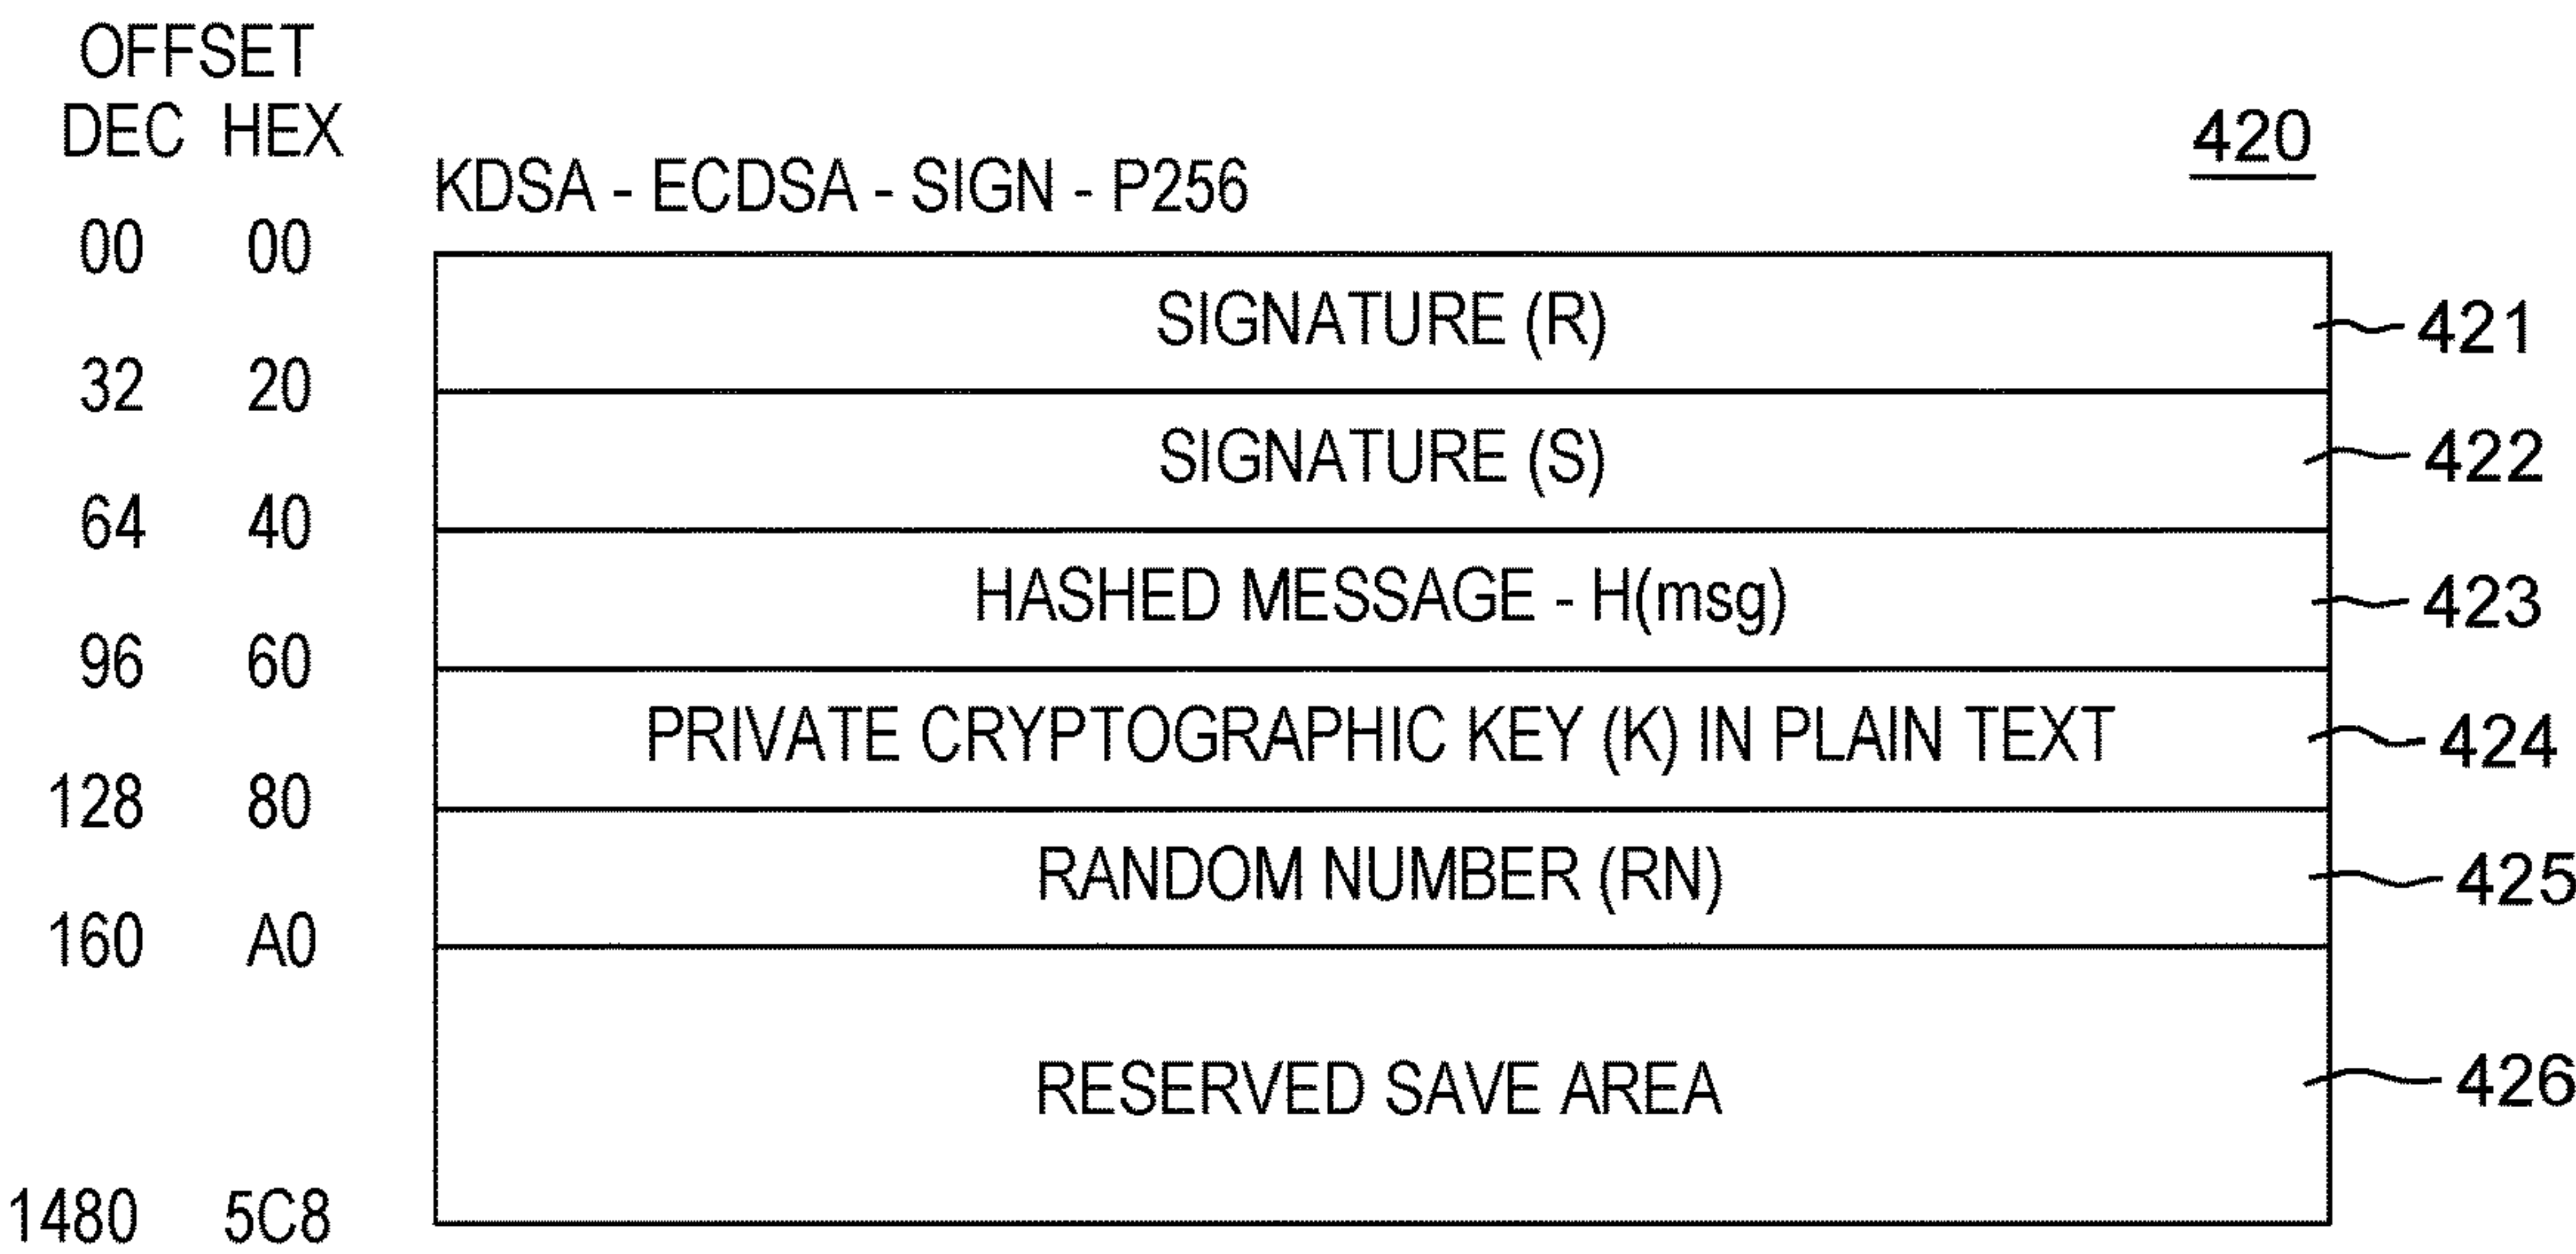 OFFSET
DEC HEX
420
KDSA - ECDSA - SIGN - P256
00 00
SIGNATURE (R)
421
32 20
SIGNATURE (S)
422
64 40
HASHED MESSAGE - H(msg)
423
96 60
PRIVATE CRYPTOGRAPHIC KEY (K) IN PLAIN TEXT
424
128 80
RANDOM NUMBER (RN)
425
160 A0
RESERVED SAVE AREA
426
1480 5C8